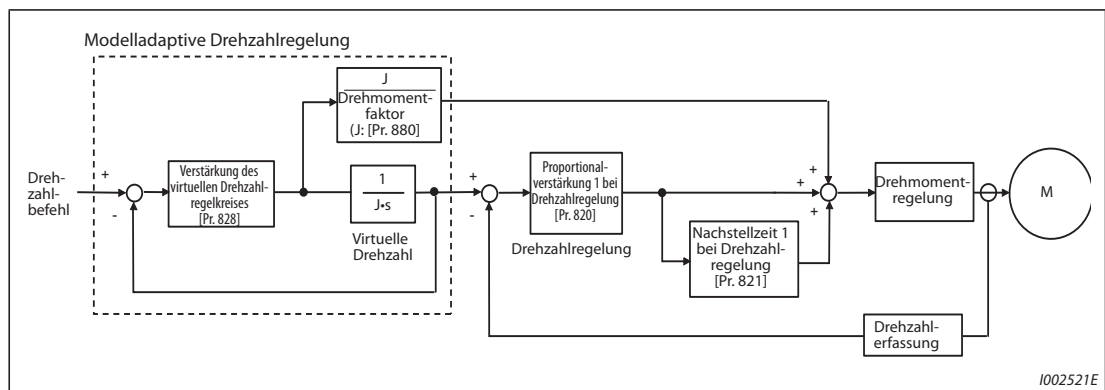 Modelladaptive Drehzahlregelung
J
Drehmoment-
faktor
(J: [Pr. 880]
Dreh-
zahl-
befehl
+
-
Verstärkung des
virtuellen Drehzahl-
regelkreises
[Pr. 828]
1
J•s
Virtuelle
Drehzahl
+
-
Proportional-
verstärkung 1 bei
Drehzahlregelung
[Pr. 820]
Drehzahlregelung
Nachstellzeit 1
bei Drehzahl-
regelung
[Pr. 821]
+
+
+
Drehmoment-
regelung
M
Drehzahl-
erfassung
I002521E